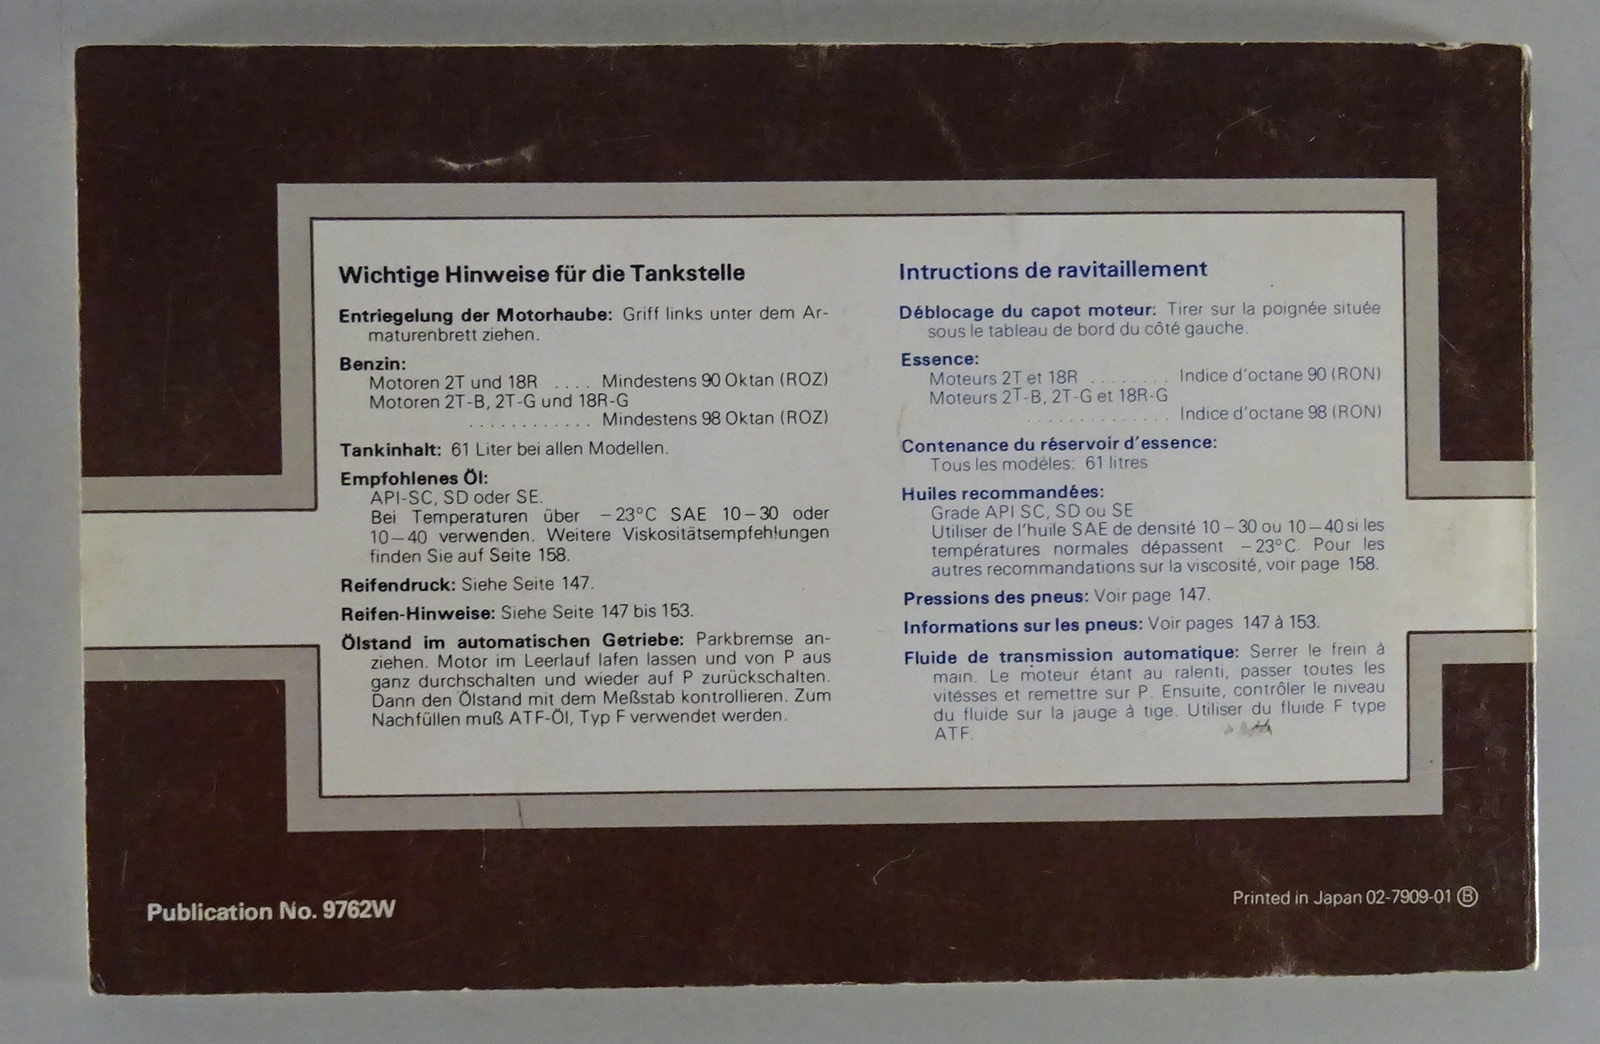 Wichtige Hinweise für die Tankstelle
Entriegelung der Motorhaube: Griff links unter dem Ar-
maturenbrett ziehen.
Benzin:
Motoren 2T und 18R .... Mindestens 90 Oktan (ROZ)
Motoren 2T-B, 2T-G und 18R-G
............ Mindestens 98 Oktan (ROZ)
Tankinhalt: 61 Liter bei allen Modellen.
Empfohlenes Öl:
API-SC, SD oder SE.
Bei Temperaturen über −23°C SAE 10−30 oder
10−40 verwenden. Weitere Viskositätsempfehlungen
finden Sie auf Seite 158.
Reifendruck: Siehe Seite 147.
Reifen-Hinweise: Siehe Seite 147 bis 153.
Ölstand im automatischen Getriebe: Parkbremse an-
ziehen. Motor im Leerlauf lafen lassen und von P aus
ganz durchschalten und wieder auf P zurückschalten.
Dann den Ölstand mit dem Meßstab kontrollieren. Zum
Nachfüllen muß ATF-Öl, Typ F verwendet werden.
Intructions de ravitaillement
Déblocage du capot moteur: Tirer sur la poignée située
sous le tableau de bord du côté gauche.
Essence:
Moteurs 2T et 18R ........ Indice d'octane 90 (RON)
Moteurs 2T-B, 2T-G et 18R-G
.............. Indice d'octane 98 (RON)
Contenance du réservoir d'essence:
Tous les modèles: 61 litres
Huiles recommandées:
Grade API SC, SD ou SE
Utiliser de l'huile SAE de densité 10−30 ou 10−40 si les
températures normales dépassent −23°C. Pour les
autres recommandations sur la viscosité, voir page 158.
Pressions des pneus: Voir page 147.
Informations sur les pneus: Voir pages 147 à 153.
Fluide de transmission automatique: Serrer le frein à
main. Le moteur étant au ralenti, passer toutes les
vitesses et remettre sur P. Ensuite, contrôler le niveau
du fluide sur la jauge à tige. Utiliser du fluide F type
ATF.
Publication No. 9762W
Printed in Japan 02-7909-01 Ⓑ